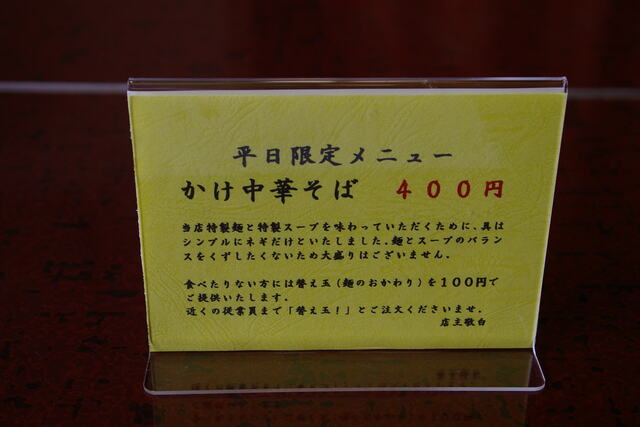 平日限定メニュー
かけ中華そば　４００円
当店特製麺と特製スープを味わっていただくために、具は
シンプルにネギだけといたしました。麺とスープのバラン
スをくずしたくないため大盛りはございません。
食べたりない方には替え玉（麺のおかわり）を１００円で
ご提供いたします。
近くの従業員まで「替え玉！」とご注文くださいませ。
店主敬白